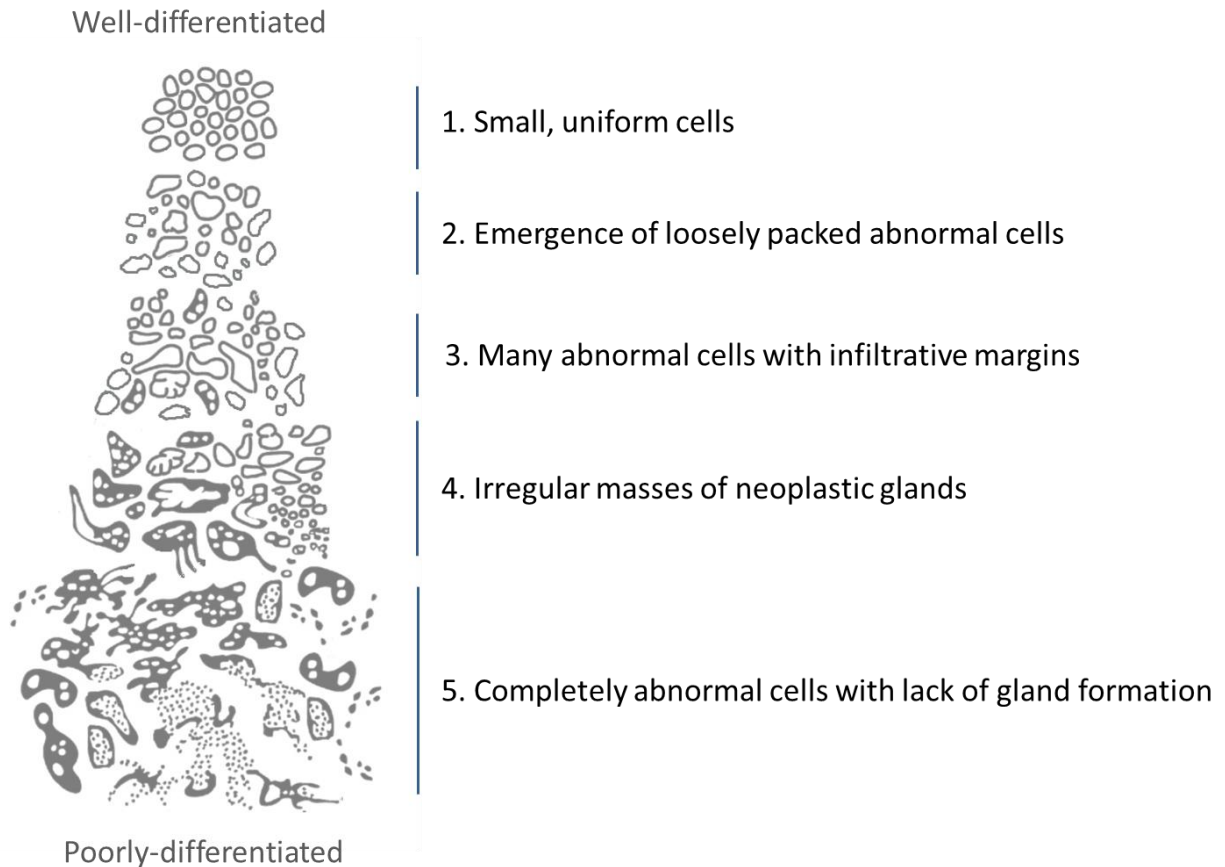 Well-differentiated
1. Small, uniform cells
2. Emergence of loosely packed abnormal cells
3. Many abnormal cells with infiltrative margins
4. Irregular masses of neoplastic glands
5. Completely abnormal cells with lack of gland formation
Poorly-differentiated